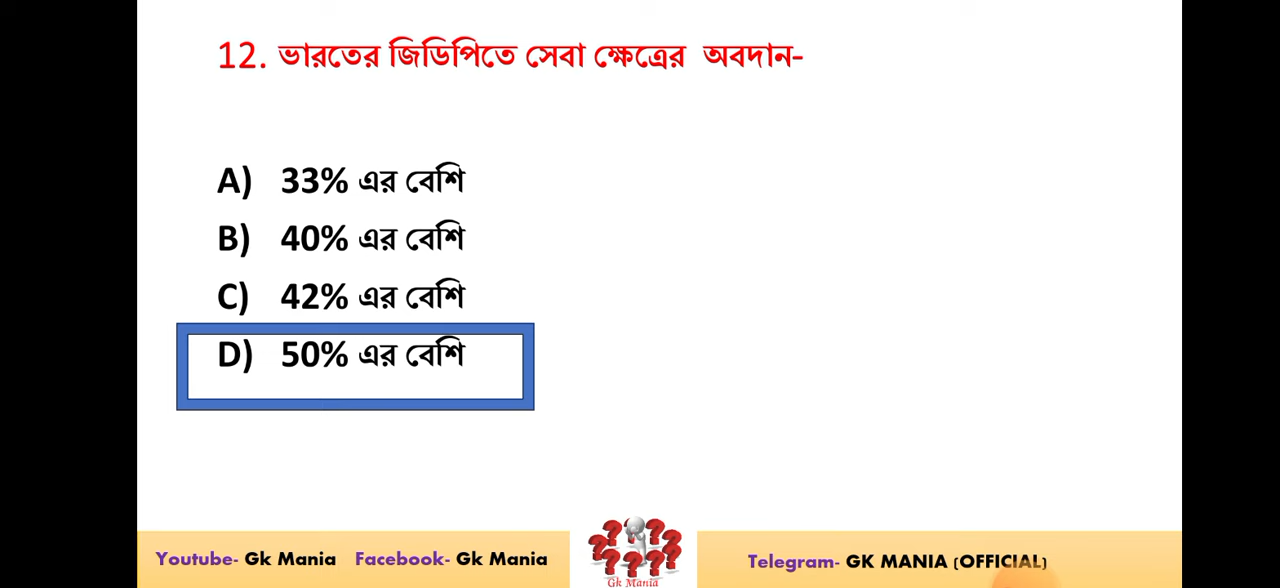 12. ভারতের জিডিপিতে সেবা ক্ষেত্রের অবদান-
A) 33% এর বেশি
B) 40% এর বেশি
C) 42% এর বেশি
D) 50% এর বেশি
Youtube- Gk Mania Facebook- Gk Mania
Gk Mania
Telegram- GK MANIA (OFFICIAL)